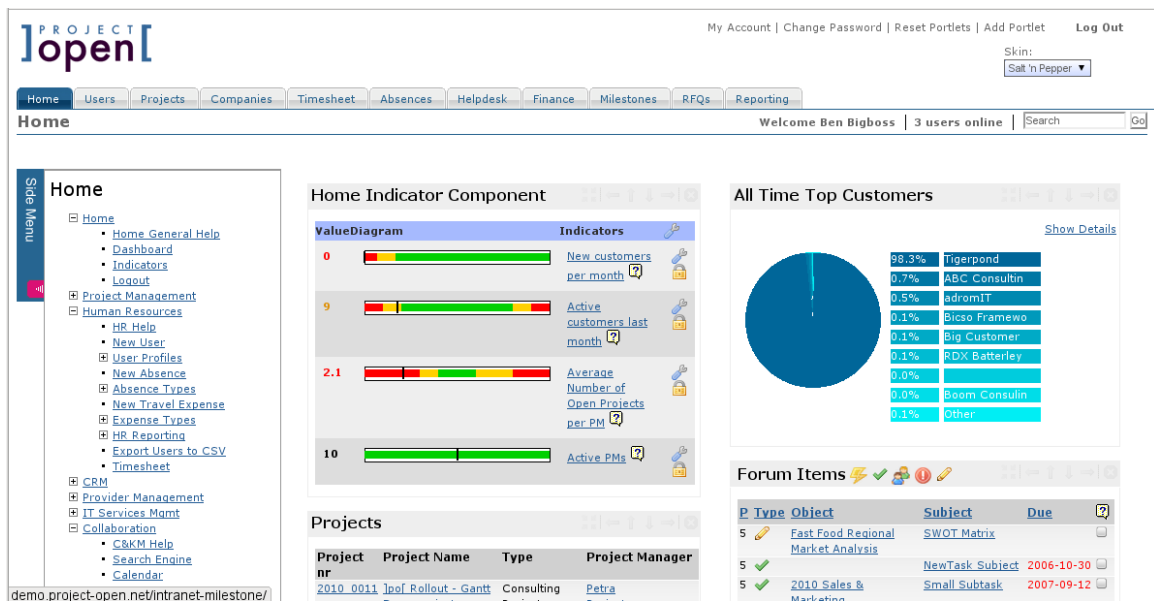 PROJECT
]open[
My Account | Change Password | Reset Portlets | Add Portlet Log Out
Skin:
Salt 'n Pepper
Home Users Projects Companies Timesheet Absences Helpdesk Finance Milestones RFQs Reporting
Home
Welcome Ben Bigboss | 3 users online | Search Go
Side Menu
Home
Home
Home General Help
Dashboard
Indicators
Logout
Project Management
Human Resources
HR Help
New User
User Profiles
New Absence
Absence Types
New Travel Expense
Expense Types
HR Reporting
Export Users to CSV
Timesheet
CRM
Provider Management
IT Services Mgmt
Collaboration
C&KM Help
Search Engine
Calendar
demo.project-open.net/intranet-milestone/
Home Indicator Component
ValueDiagram Indicators
0 New customers
per month ?
9 Active
customers last
month ?
2.1 Average
Number of
Open Projects
per PM ?
10 Active PMs ?
Projects
Project Project Name Type Project Manager
nr
2010_0011 ]po[ Rollout - Gantt Consulting Petra
All Time Top Customers
Show Details
98.3% Tigerpond
0.7% ABC Consultin
0.5% adromIT
0.1% Bicso Framewo
0.1% Big Customer
0.1% RDX Batterley
0.0%
0.0% Boom Consulin
0.1% Other
Forum Items
P Type Object Subject Due ?
5 Fast Food Regional SWOT Matrix
Market Analysis
5 NewTask Subject 2006-10-30
5 2010 Sales & Small Subtask 2007-09-12
Marketing